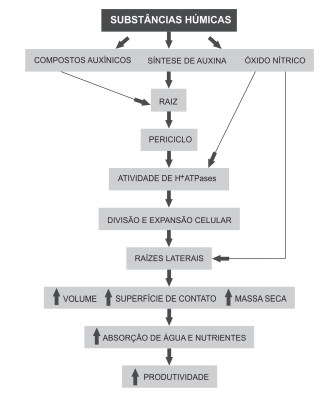 SUBSTÂNCIAS HÚMICAS
COMPOSTOS AUXÍNICOS SÍNTESE DE AUXINA ÓXIDO NÍTRICO
RAIZ
PERICICLO
ATIVIDADE DE H+ATPases
DIVISÃO E EXPANSÃO CELULAR
RAÍZES LATERAIS
VOLUME SUPERFÍCIE DE CONTATO MASSA SECA
ABSORÇÃO DE ÁGUA E NUTRIENTES
PRODUTIVIDADE